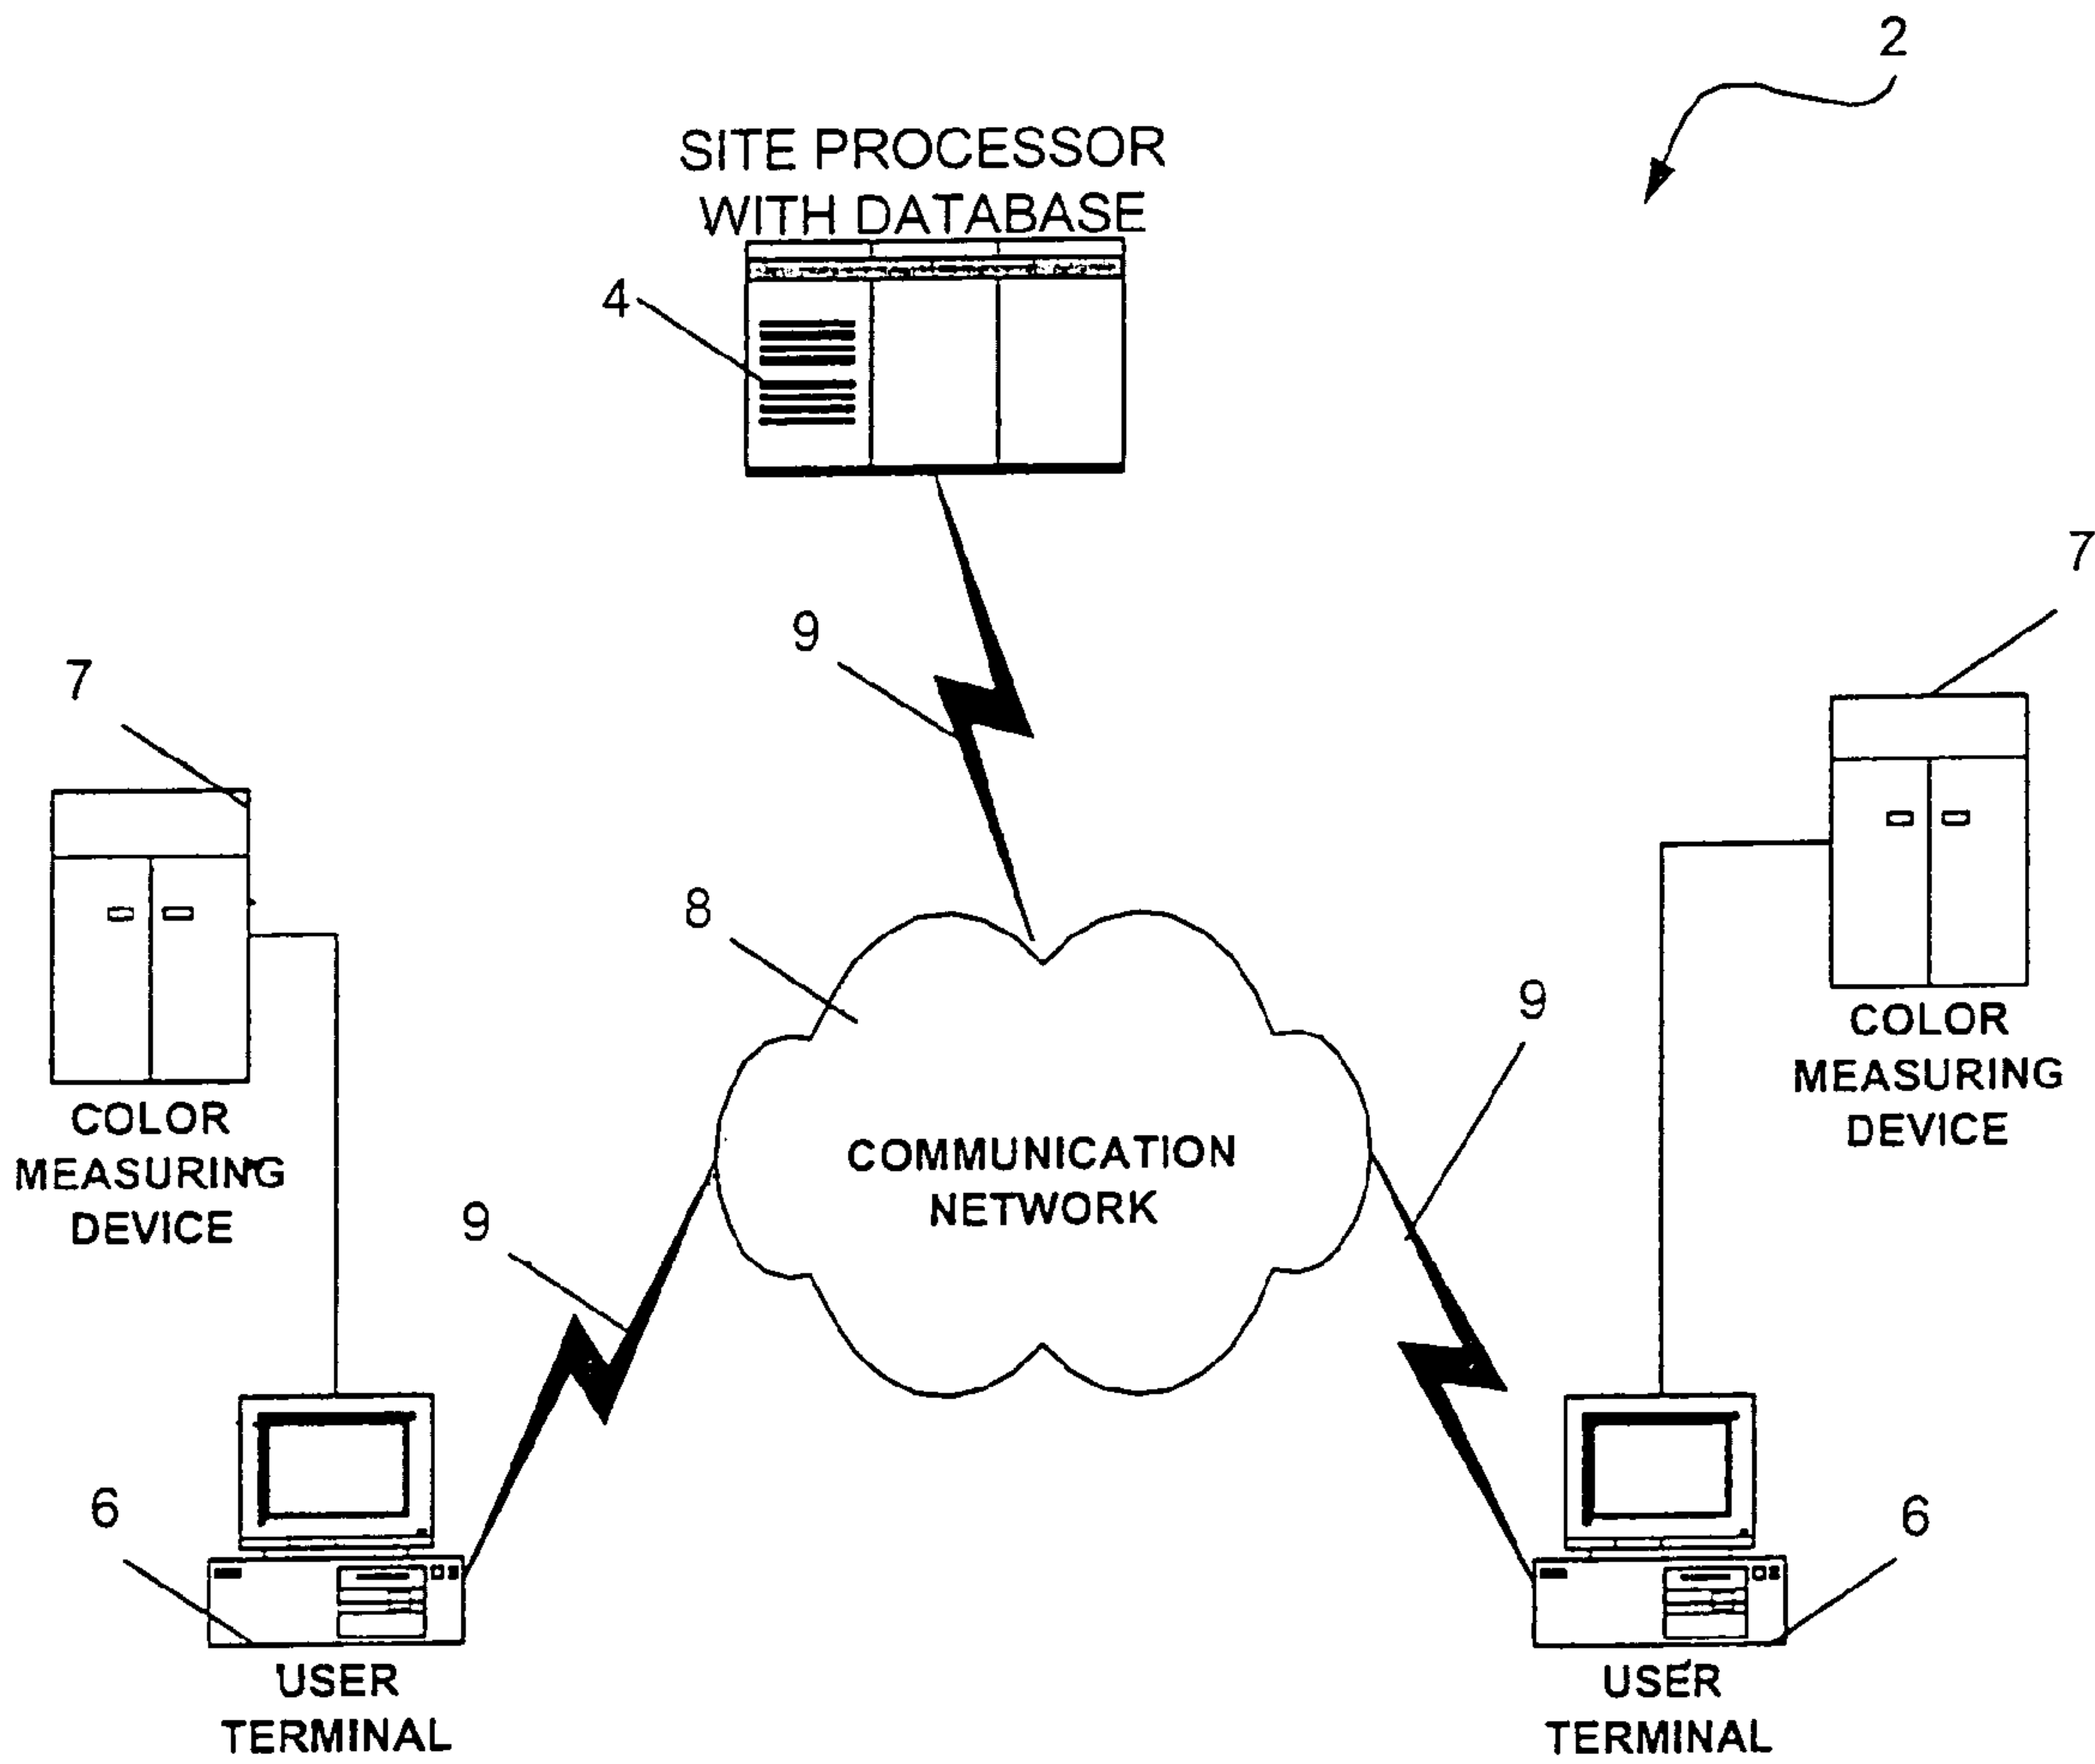 2
SITE PROCESSOR
WITH DATABASE
4
9
7
7
8
9
COLOR
MEASURING
DEVICE
COLOR
MEASURING
DEVICE
COMMUNICATION
NETWORK
9
6
6
USER
TERMINAL
USER
TERMINAL